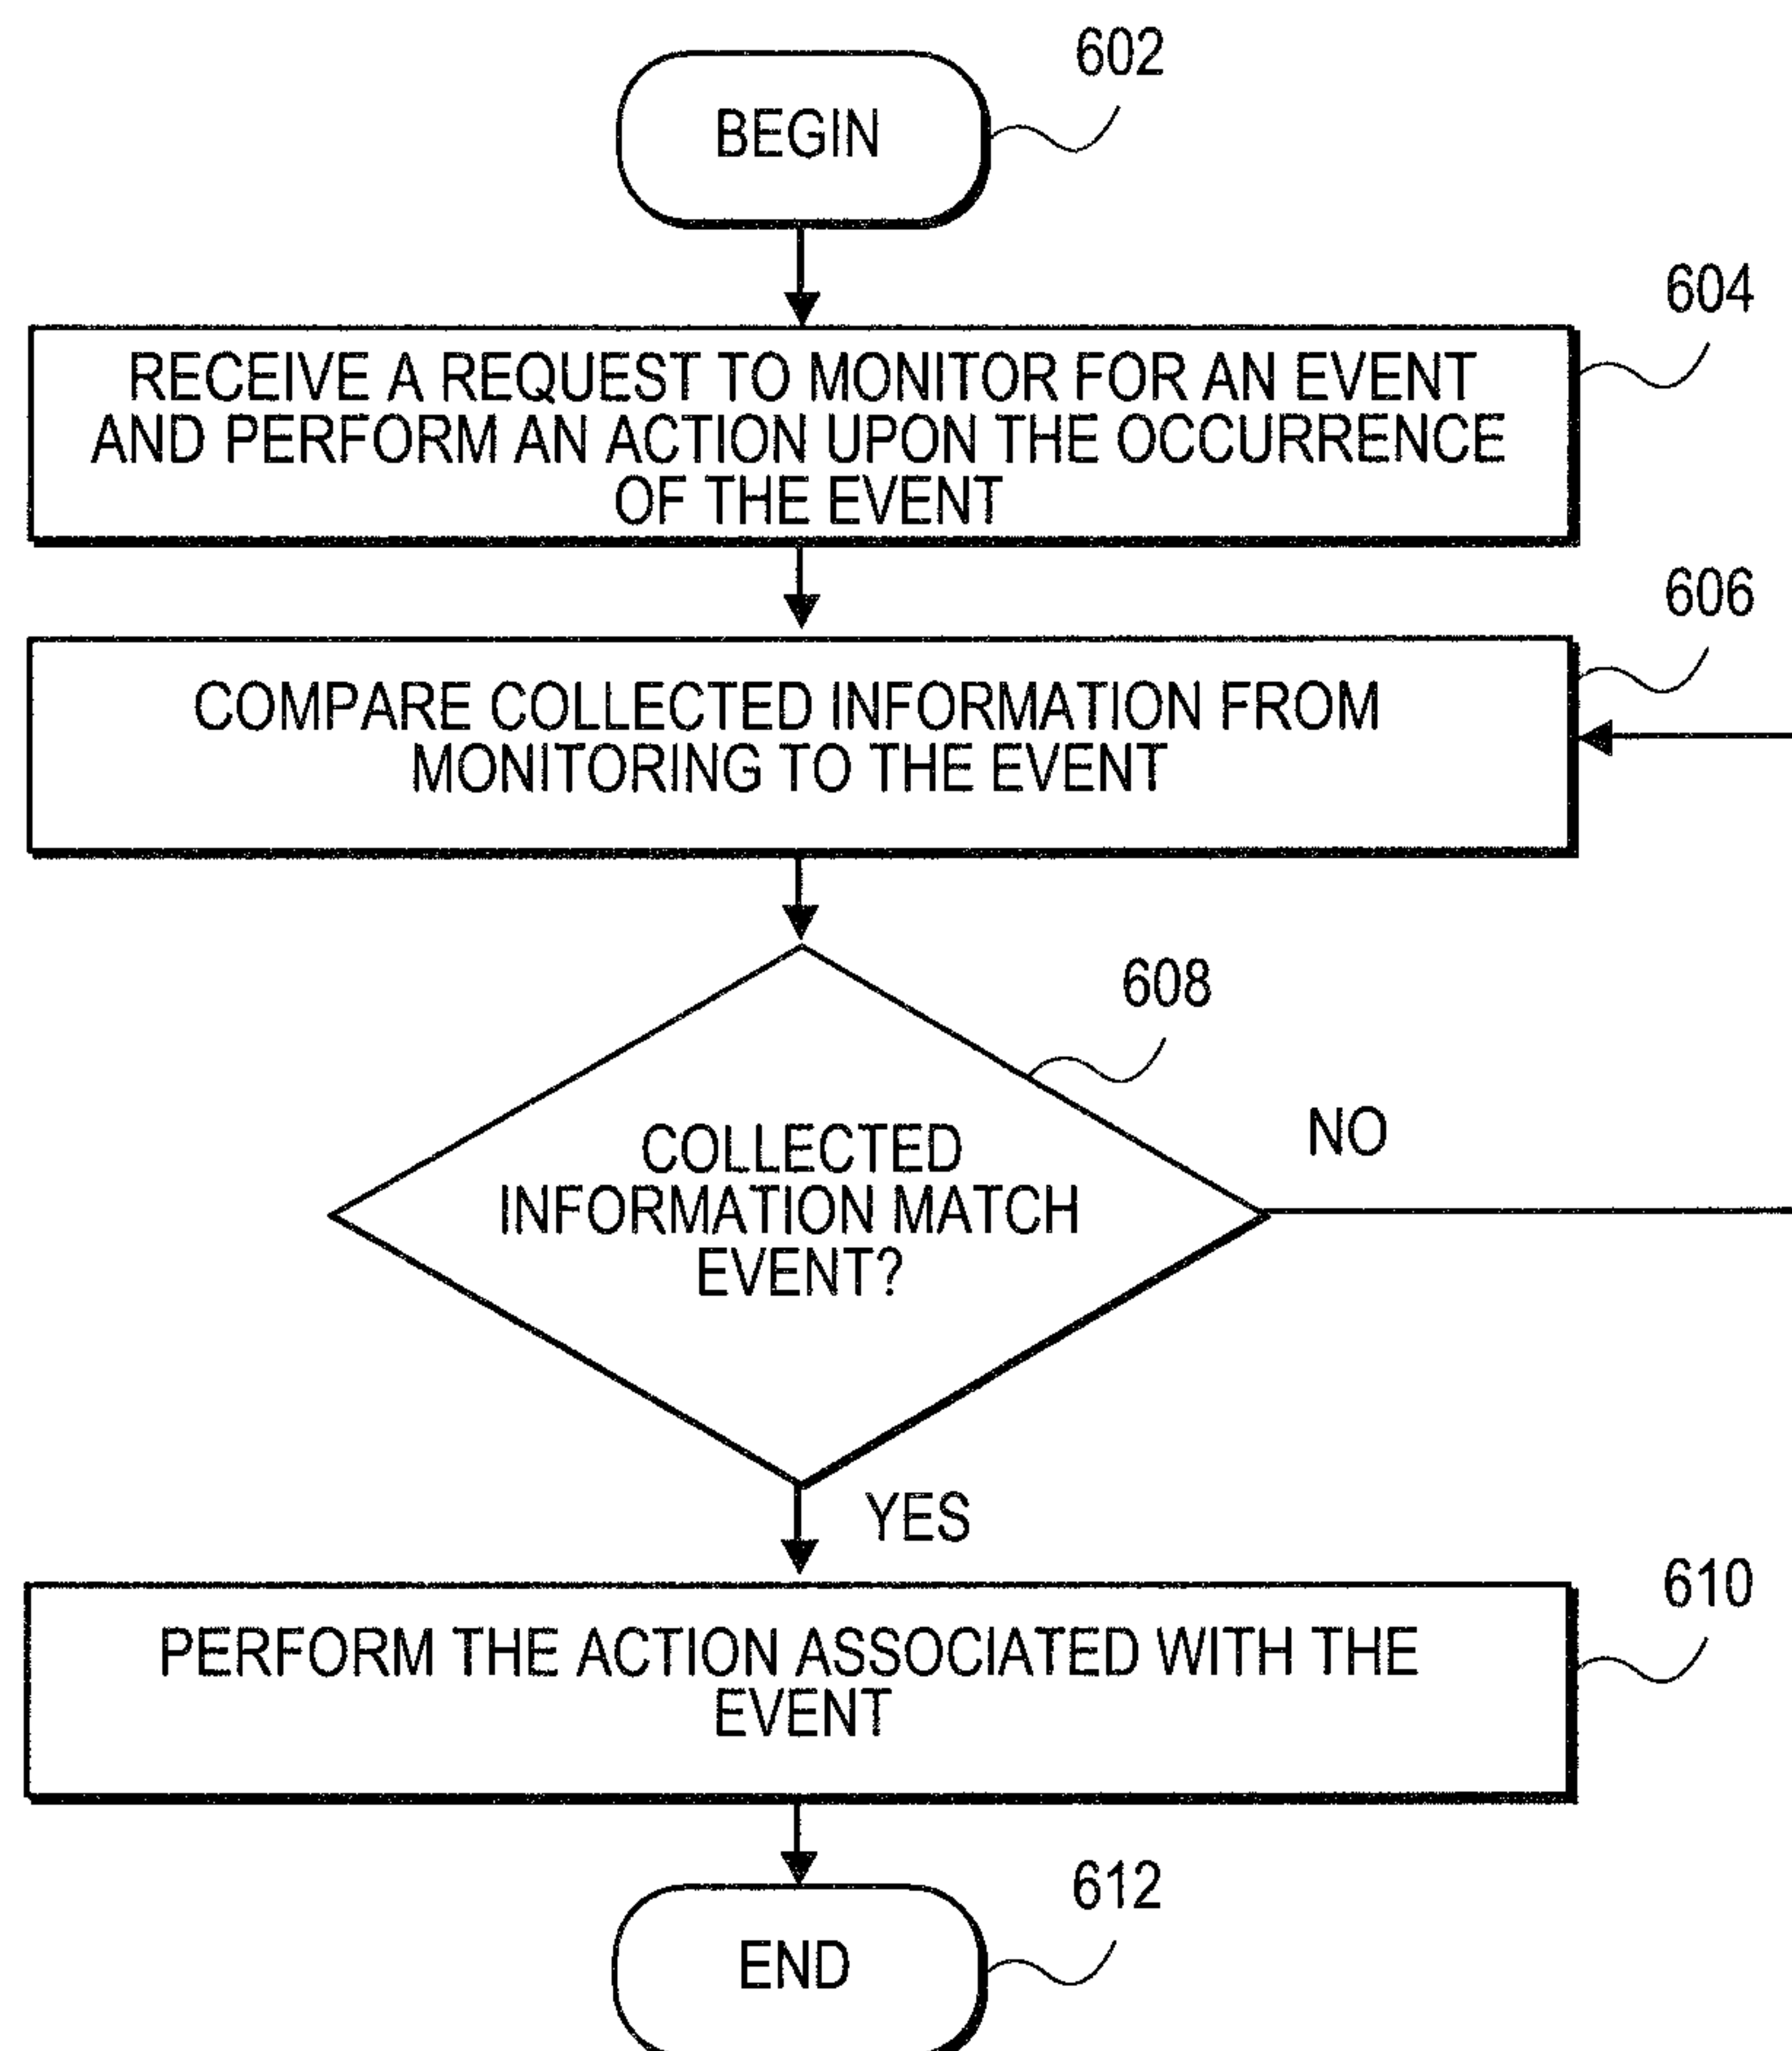 602
BEGIN
604
RECEIVE A REQUEST TO MONITOR FOR AN EVENT
AND PERFORM AN ACTION UPON THE OCCURRENCE
OF THE EVENT
606
COMPARE COLLECTED INFORMATION FROM
MONITORING TO THE EVENT
608
COLLECTED
INFORMATION MATCH
EVENT?
NO
YES
610
PERFORM THE ACTION ASSOCIATED WITH THE
EVENT
612
END